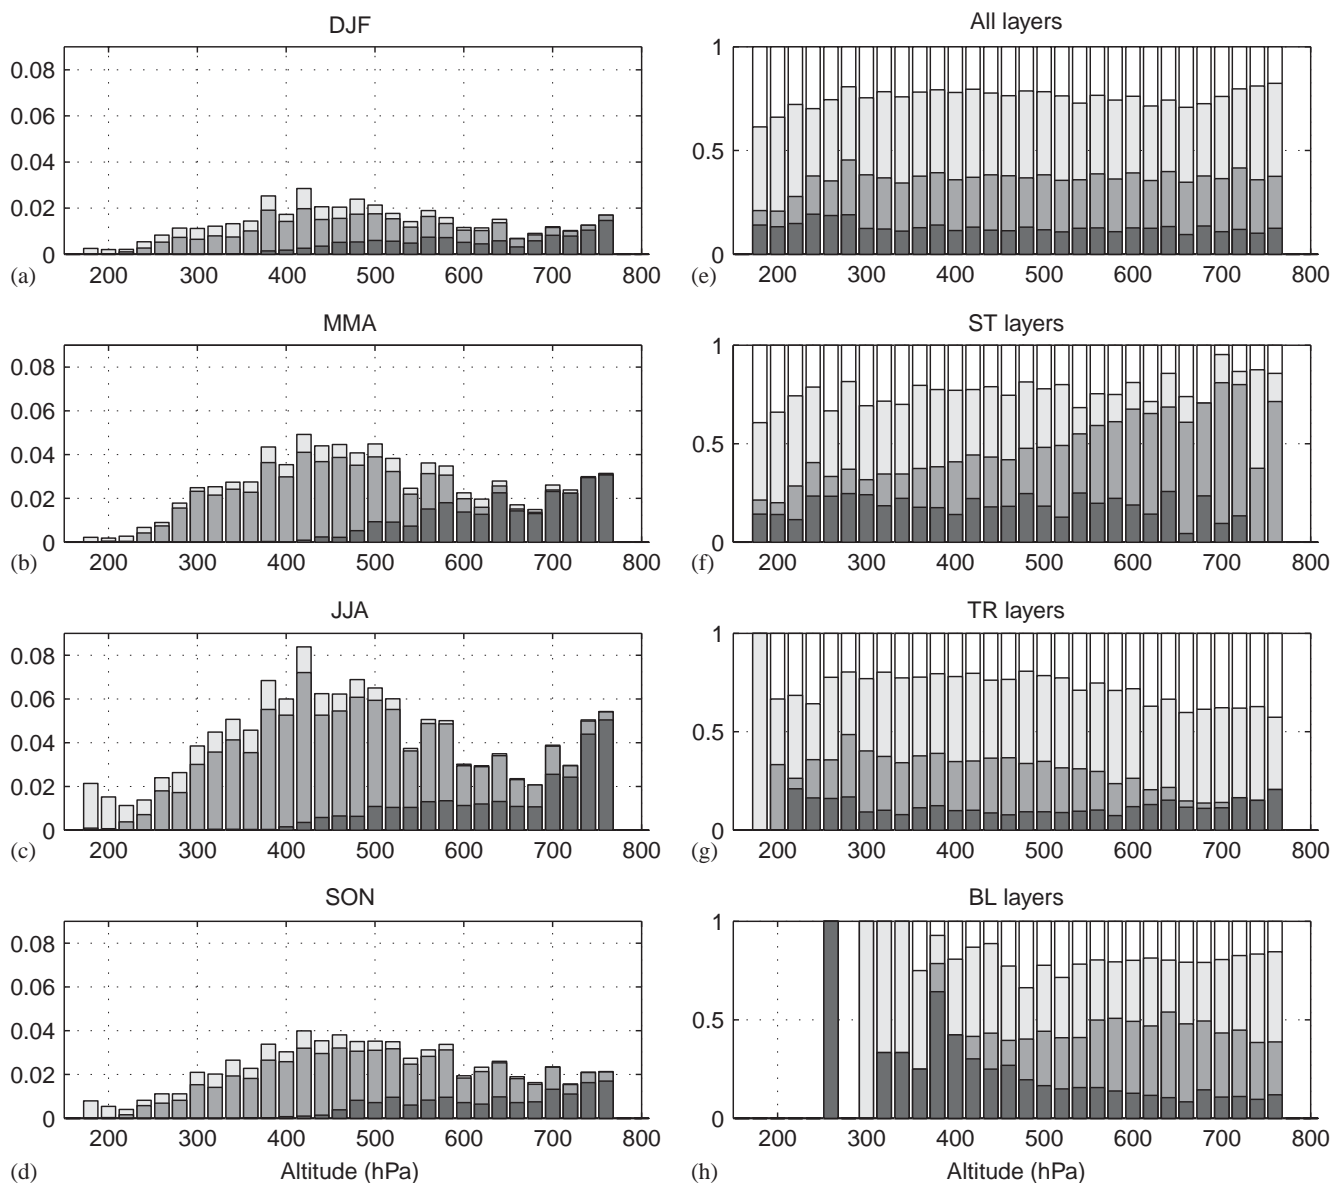 DJF
0.08
0.06
0.04
0.02
0
200 300 400 500 600 700 800
(a)
MMA
0.08
0.06
0.04
0.02
0
200 300 400 500 600 700 800
(b)
JJA
0.08
0.06
0.04
0.02
0
200 300 400 500 600 700 800
(c)
SON
0.08
0.06
0.04
0.02
0
200 300 400 500 600 700 800
(d)
Altitude (hPa)
All layers
1
0.5
0
200 300 400 500 600 700 800
(e)
ST layers
1
0.5
0
200 300 400 500 600 700 800
(f)
TR layers
1
0.5
0
200 300 400 500 600 700 800
(g)
BL layers
1
0.5
0
200 300 400 500 600 700 800
(h)
Altitude (hPa)